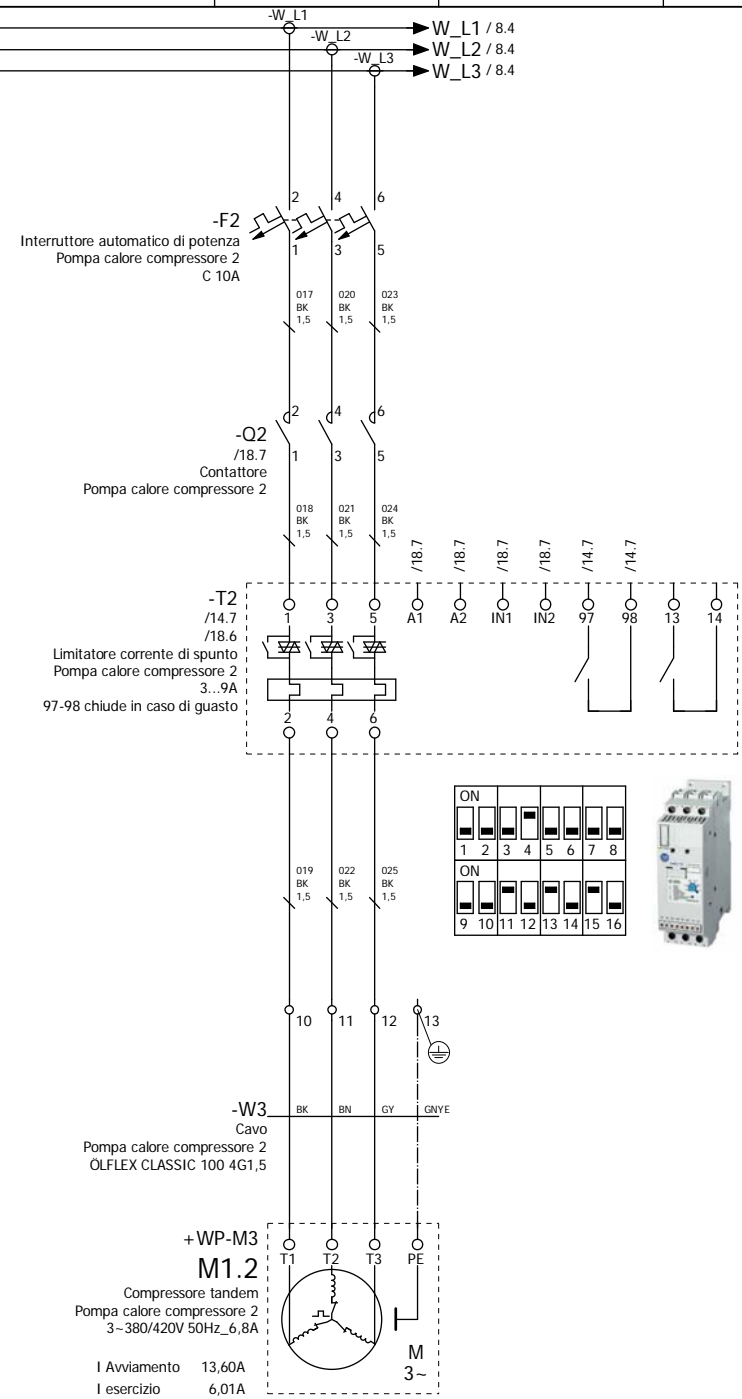 -W_L1
W_L1 / 8.4
-W_L2
W_L2 / 8.4
-W_L3
W_L3 / 8.4
2 4 6
-F2
Interruttore automatico di potenza
Pompa calore compressore 2
C 10A
1 3 5
017 020 023
BK BK BK
1,5 1,5 1,5
2 4 6
-Q2
/18.7
Contattore
Pompa calore compressore 2
1 3 5
018 021 024
BK BK BK
1,5 1,5 1,5
/18.7 /18.7 /18.7 /18.7 /14.7 /14.7
-T2
/14.7
/18.6
Limitatore corrente di spunto
Pompa calore compressore 2
3...9A
97-98 chiude in caso di guasto
1 3 5 A1 A2 IN1 IN2 97 98 13 14
2 4 6
ON
1 2 3 4 5 6 7 8
ON
9 10 11 12 13 14 15 16
019 022 025
BK BK BK
1,5 1,5 1,5
10 11 12 13
-W3
BK BN GY GNYE
Cavo
Pompa calore compressore 2
ÖLFLEX CLASSIC 100 4G1,5
+WP-M3
M1.2
Compressore tandem
Pompa calore compressore 2
3~380/420V 50Hz_6,8A
I Avviamento 13,60A
I esercizio 6,01A
T1 T2 T3 PE
M
3~